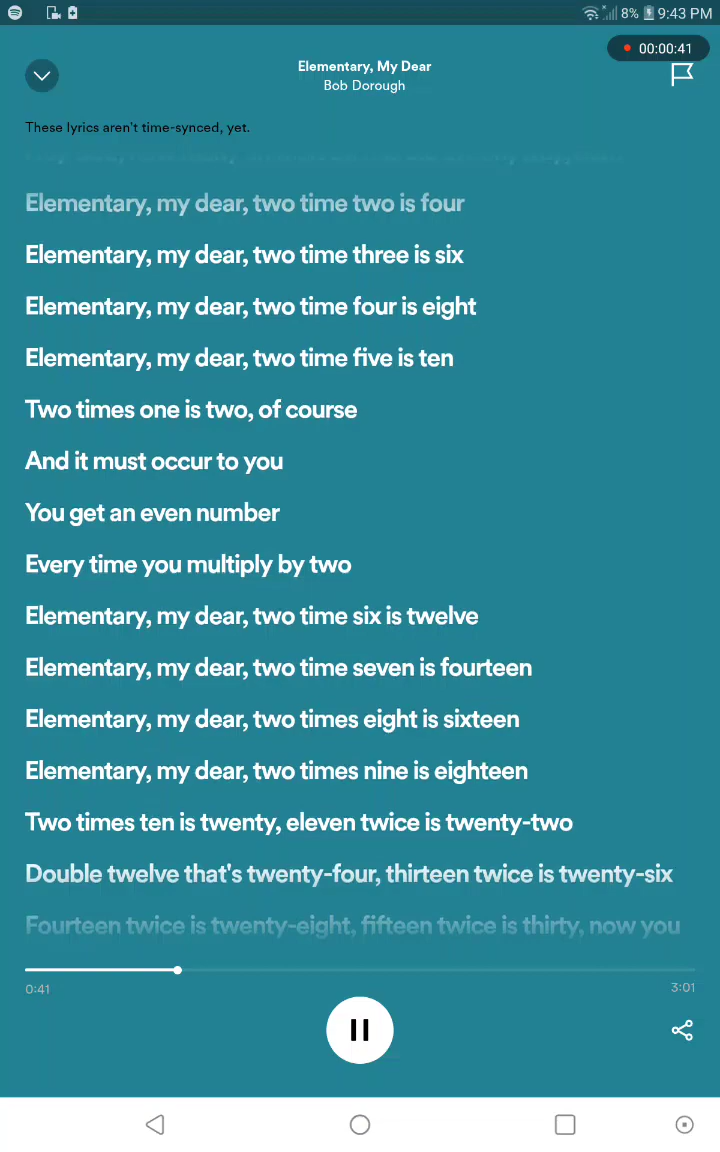 8% 9:43 PM
00:00:41
Elementary, My Dear
Bob Dorough
These lyrics aren't time-synced, yet.
Elementary, my dear, two time two is four
Elementary, my dear, two time three is six
Elementary, my dear, two time four is eight
Elementary, my dear, two time five is ten
Two times one is two, of course
And it must occur to you
You get an even number
Every time you multiply by two
Elementary, my dear, two time six is twelve
Elementary, my dear, two time seven is fourteen
Elementary, my dear, two times eight is sixteen
Elementary, my dear, two times nine is eighteen
Two times ten is twenty, eleven twice is twenty-two
Double twelve that's twenty-four, thirteen twice is twenty-six
Fourteen twice is twenty-eight, fifteen twice is thirty, now you
0:41 3:01